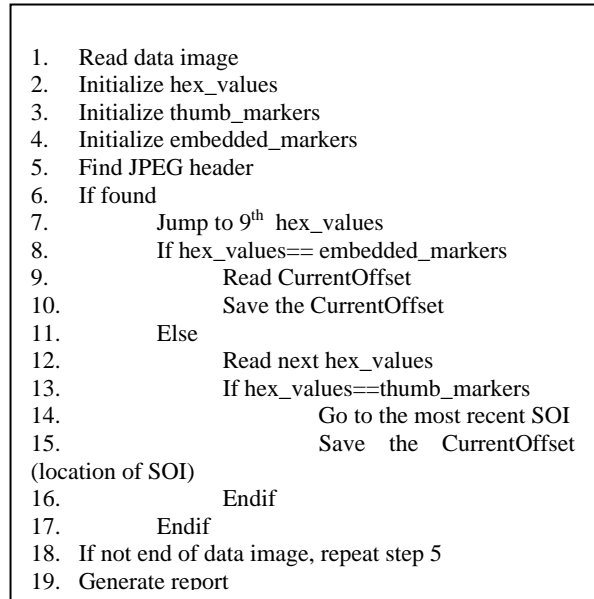 1. Read data image
2. Initialize hex_values
3. Initialize thumb_markers
4. Initialize embedded_markers
5. Find JPEG header
6. If found
7. Jump to 9th hex_values
8. If hex_values== embedded_markers
9. Read CurrentOffset
10. Save the CurrentOffset
11. Else
12. Read next hex_values
13. If hex_values==thumb_markers
14. Go to the most recent SOI
15. Save the CurrentOffset
(location of SOI)
16. Endif
17. Endif
18. If not end of data image, repeat step 5
19. Generate report